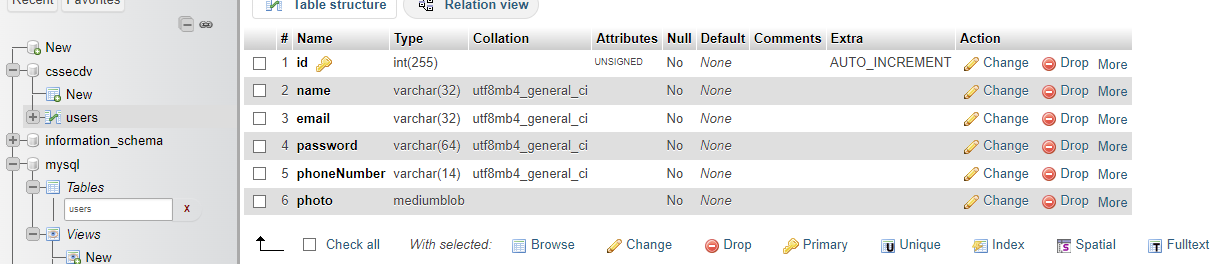 Recent Favorites
New
cssecdv
New
users
information_schema
mysql
Tables
users X
Views
New
Table structure Relation view
# Name Type Collation Attributes Null Default Comments Extra Action
1 id int(255) UNSIGNED No None AUTO_INCREMENT Change Drop More
2 name varchar(32) utf8mb4_general_ci No None Change Drop More
3 email varchar(32) utf8mb4_general_ci No None Change Drop More
4 password varchar(64) utf8mb4_general_ci No None Change Drop More
5 phoneNumber varchar(14) utf8mb4_general_ci No None Change Drop More
6 photo mediumblob No None Change Drop More
Check all With selected: Browse Change Drop Primary Unique Index Spatial Fulltext